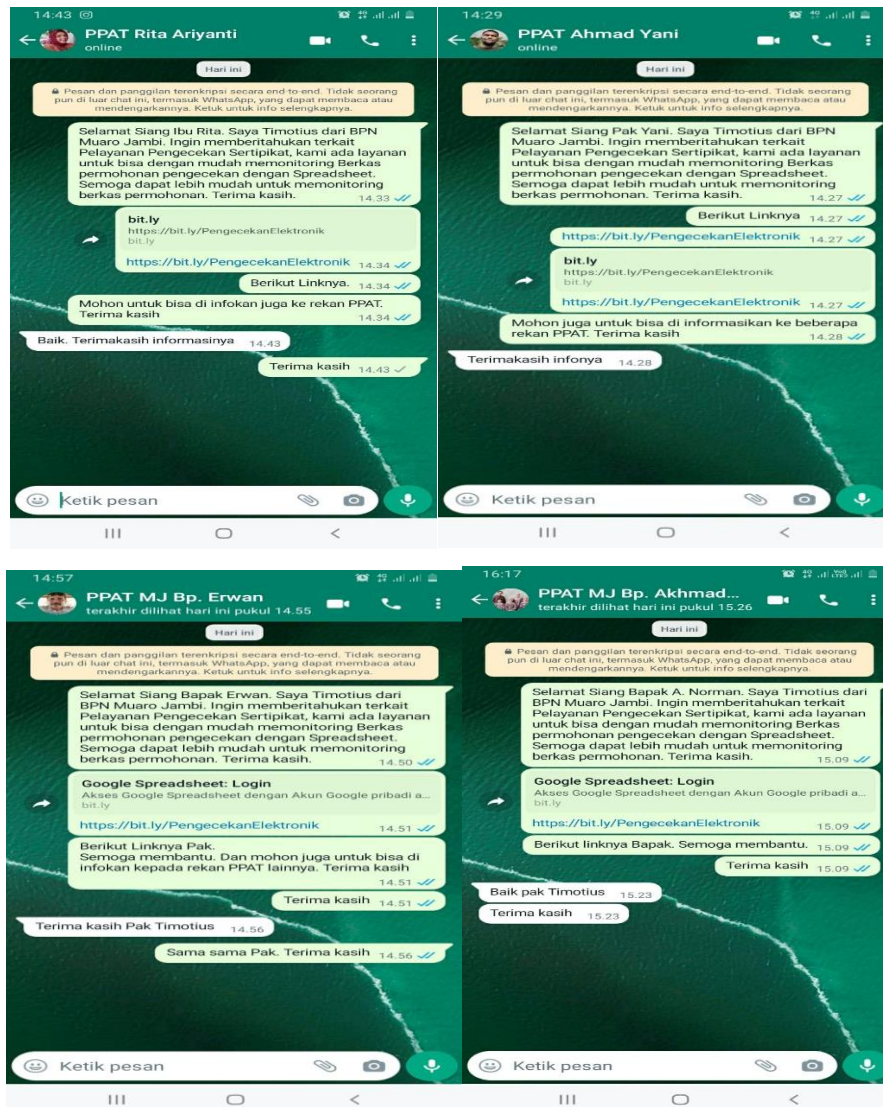 14:43
PPAT Rita Ariyanti
online
Hari ini
Pesan dan panggilan terenkripsi secara end-to-end. Tidak seorang
pun di luar chat ini, termasuk WhatsApp, yang dapat membaca atau
mendengarkannya. Ketuk untuk info selengkapnya.
Selamat Siang Ibu Rita. Saya Timotius dari BPN
Muaro Jambi. Ingin memberitahukan terkait
Pelayanan Pengecekan Sertipikat, kami ada layanan
untuk bisa dengan mudah memonitoring Berkas
permohonan pengecekan dengan Spreadsheet.
Semoga dapat lebih mudah untuk memonitoring
berkas permohonan. Terima kasih. 14.33
bit.ly
https://bit.ly/PengecekanElektronik
bit.ly
https://bit.ly/PengecekanElektronik 14.34
Berikut Linknya. 14.34
Mohon untuk bisa di infokan juga ke rekan PPAT.
Terima kasih 14.34
Baik. Terimakasih informasinya 14.43
Terima kasih 14.43
Ketik pesan
14:29
PPAT Ahmad Yani
online
Hari ini
Pesan dan panggilan terenkripsi secara end-to-end. Tidak seorang
pun di luar chat ini, termasuk WhatsApp, yang dapat membaca atau
mendengarkannya. Ketuk untuk info selengkapnya.
Selamat Siang Pak Yani. Saya Timotius dari BPN
Muaro Jambi. Ingin memberitahukan terkait
Pelayanan Pengecekan Sertipikat, kami ada layanan
untuk bisa dengan mudah memonitoring Berkas
permohonan pengecekan dengan Spreadsheet.
Semoga dapat lebih mudah untuk memonitoring
berkas permohonan. Terima kasih. 14.27
Berikut Linknya 14.27
https://bit.ly/PengecekanElektronik 14.27
bit.ly
https://bit.ly/PengecekanElektronik
bit.ly
https://bit.ly/PengecekanElektronik 14.27
Mohon juga untuk bisa di informasikan ke beberapa
rekan PPAT. Terima kasih 14.28
Terimakasih infonya 14.28
Ketik pesan
14:57
PPAT MJ Bp. Erwan
terakhir dilihat hari ini pukul 14.55
Hari ini
Pesan dan panggilan terenkripsi secara end-to-end. Tidak seorang
pun di luar chat ini, termasuk WhatsApp, yang dapat membaca atau
mendengarkannya. Ketuk untuk info selengkapnya.
Selamat Siang Bapak Erwan. Saya Timotius dari
BPN Muaro Jambi. Ingin memberitahukan terkait
Pelayanan Pengecekan Sertipikat, kami ada layanan
untuk bisa dengan mudah memonitoring Berkas
permohonan pengecekan dengan Spreadsheet.
Semoga dapat lebih mudah untuk memonitoring
berkas permohonan. Terima kasih. 14.50
Google Spreadsheet: Login
Akses Google Spreadsheet dengan Akun Google pribadi a...
bit.ly
https://bit.ly/PengecekanElektronik 14.51
Berikut Linknya Pak.
Semoga membantu. Dan mohon juga untuk bisa di
infokan kepada rekan PPAT lainnya. Terima kasih
14.51
Terima kasih 14.51
Terima kasih Pak Timotius 14.56
Sama sama Pak. Terima kasih 14.56
Ketik pesan
16:17
PPAT MJ Bp. Akhmad...
terakhir dilihat hari ini pukul 15.26
Hari ini
Pesan dan panggilan terenkripsi secara end-to-end. Tidak seorang
pun di luar chat ini, termasuk WhatsApp, yang dapat membaca atau
mendengarkannya. Ketuk untuk info selengkapnya.
Selamat Siang Bapak A. Norman. Saya Timotius dari
BPN Muaro Jambi. Ingin memberitahukan terkait
Pelayanan Pengecekan Sertipikat, kami ada layanan
untuk bisa dengan mudah memonitoring Berkas
permohonan pengecekan dengan Spreadsheet.
Semoga dapat lebih mudah untuk memonitoring
berkas permohonan. Terima kasih. 15.09
Google Spreadsheet: Login
Akses Google Spreadsheet dengan Akun Google pribadi a...
bit.ly
https://bit.ly/PengecekanElektronik 15.09
Berikut linknya Bapak. Semoga membantu. 15.09
Terima kasih 15.09
Baik pak Timotius 15.23
Terima kasih 15.23
Ketik pesan